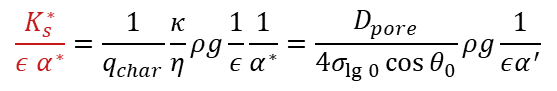 K_s^* / (ϵ α^*) = (1 / q_char) (κ / η) ρg (1 / ϵ) (1 / α^*) = (D_pore / (4σ_lg 0 cos θ_0)) ρg (1 / (ϵα′))